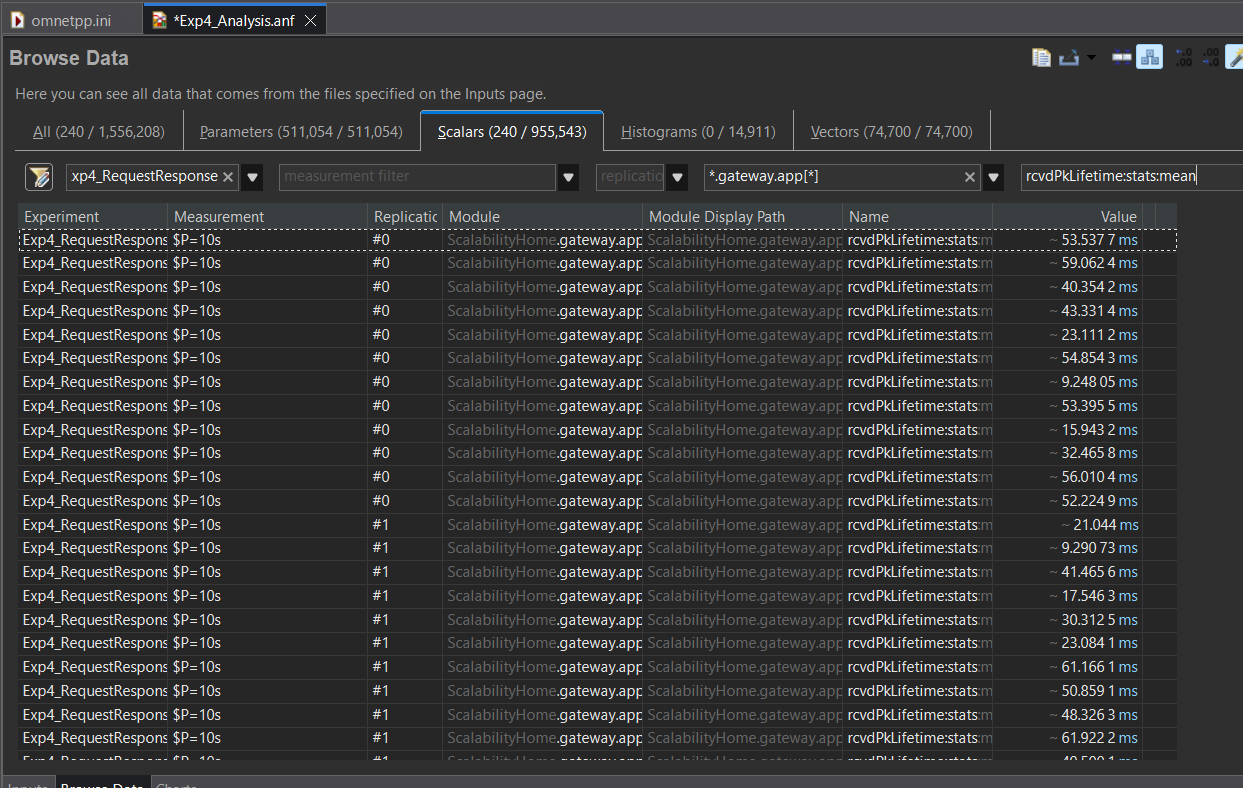 omnetpp.ini *Exp4_Analysis.anf
Browse Data
Here you can see all data that comes from the files specified on the Inputs page.
All (240 / 1,556,208) Parameters (511,054 / 511,054) Scalars (240 / 955,543) Histograms (0 / 14,911) Vectors (74,700 / 74,700)
xp4_RequestResponse measurement filter replicatio *.gateway.app[*] rcvdPkLifetime:stats:mean
Experiment Measurement Replicatic Module Module Display Path Name Value
Exp4_RequestRespons $P=10s #0 ScalabilityHome.gateway.app ScalabilityHome.gateway.app rcvdPkLifetime:stats:m ~ 53.537 7 ms
Exp4_RequestRespons $P=10s #0 ScalabilityHome.gateway.app ScalabilityHome.gateway.app rcvdPkLifetime:stats:m ~ 59.062 4 ms
Exp4_RequestRespons $P=10s #0 ScalabilityHome.gateway.app ScalabilityHome.gateway.app rcvdPkLifetime:stats:m ~ 40.354 2 ms
Exp4_RequestRespons $P=10s #0 ScalabilityHome.gateway.app ScalabilityHome.gateway.app rcvdPkLifetime:stats:m ~ 43.331 4 ms
Exp4_RequestRespons $P=10s #0 ScalabilityHome.gateway.app ScalabilityHome.gateway.app rcvdPkLifetime:stats:m ~ 23.111 2 ms
Exp4_RequestRespons $P=10s #0 ScalabilityHome.gateway.app ScalabilityHome.gateway.app rcvdPkLifetime:stats:m ~ 54.854 3 ms
Exp4_RequestRespons $P=10s #0 ScalabilityHome.gateway.app ScalabilityHome.gateway.app rcvdPkLifetime:stats:m ~ 9.248 05 ms
Exp4_RequestRespons $P=10s #0 ScalabilityHome.gateway.app ScalabilityHome.gateway.app rcvdPkLifetime:stats:m ~ 53.395 5 ms
Exp4_RequestRespons $P=10s #0 ScalabilityHome.gateway.app ScalabilityHome.gateway.app rcvdPkLifetime:stats:m ~ 15.943 2 ms
Exp4_RequestRespons $P=10s #0 ScalabilityHome.gateway.app ScalabilityHome.gateway.app rcvdPkLifetime:stats:m ~ 32.465 8 ms
Exp4_RequestRespons $P=10s #0 ScalabilityHome.gateway.app ScalabilityHome.gateway.app rcvdPkLifetime:stats:m ~ 56.010 4 ms
Exp4_RequestRespons $P=10s #0 ScalabilityHome.gateway.app ScalabilityHome.gateway.app rcvdPkLifetime:stats:m ~ 52.224 9 ms
Exp4_RequestRespons $P=10s #1 ScalabilityHome.gateway.app ScalabilityHome.gateway.app rcvdPkLifetime:stats:m ~ 21.044 ms
Exp4_RequestRespons $P=10s #1 ScalabilityHome.gateway.app ScalabilityHome.gateway.app rcvdPkLifetime:stats:m ~ 9.290 73 ms
Exp4_RequestRespons $P=10s #1 ScalabilityHome.gateway.app ScalabilityHome.gateway.app rcvdPkLifetime:stats:m ~ 41.465 6 ms
Exp4_RequestRespons $P=10s #1 ScalabilityHome.gateway.app ScalabilityHome.gateway.app rcvdPkLifetime:stats:m ~ 17.546 3 ms
Exp4_RequestRespons $P=10s #1 ScalabilityHome.gateway.app ScalabilityHome.gateway.app rcvdPkLifetime:stats:m ~ 30.312 5 ms
Exp4_RequestRespons $P=10s #1 ScalabilityHome.gateway.app ScalabilityHome.gateway.app rcvdPkLifetime:stats:m ~ 23.084 1 ms
Exp4_RequestRespons $P=10s #1 ScalabilityHome.gateway.app ScalabilityHome.gateway.app rcvdPkLifetime:stats:m ~ 61.166 1 ms
Exp4_RequestRespons $P=10s #1 ScalabilityHome.gateway.app ScalabilityHome.gateway.app rcvdPkLifetime:stats:m ~ 50.859 1 ms
Exp4_RequestRespons $P=10s #1 ScalabilityHome.gateway.app ScalabilityHome.gateway.app rcvdPkLifetime:stats:m ~ 48.326 3 ms
Exp4_RequestRespons $P=10s #1 ScalabilityHome.gateway.app ScalabilityHome.gateway.app rcvdPkLifetime:stats:m ~ 61.922 2 ms
Inputs Browse Data Charts